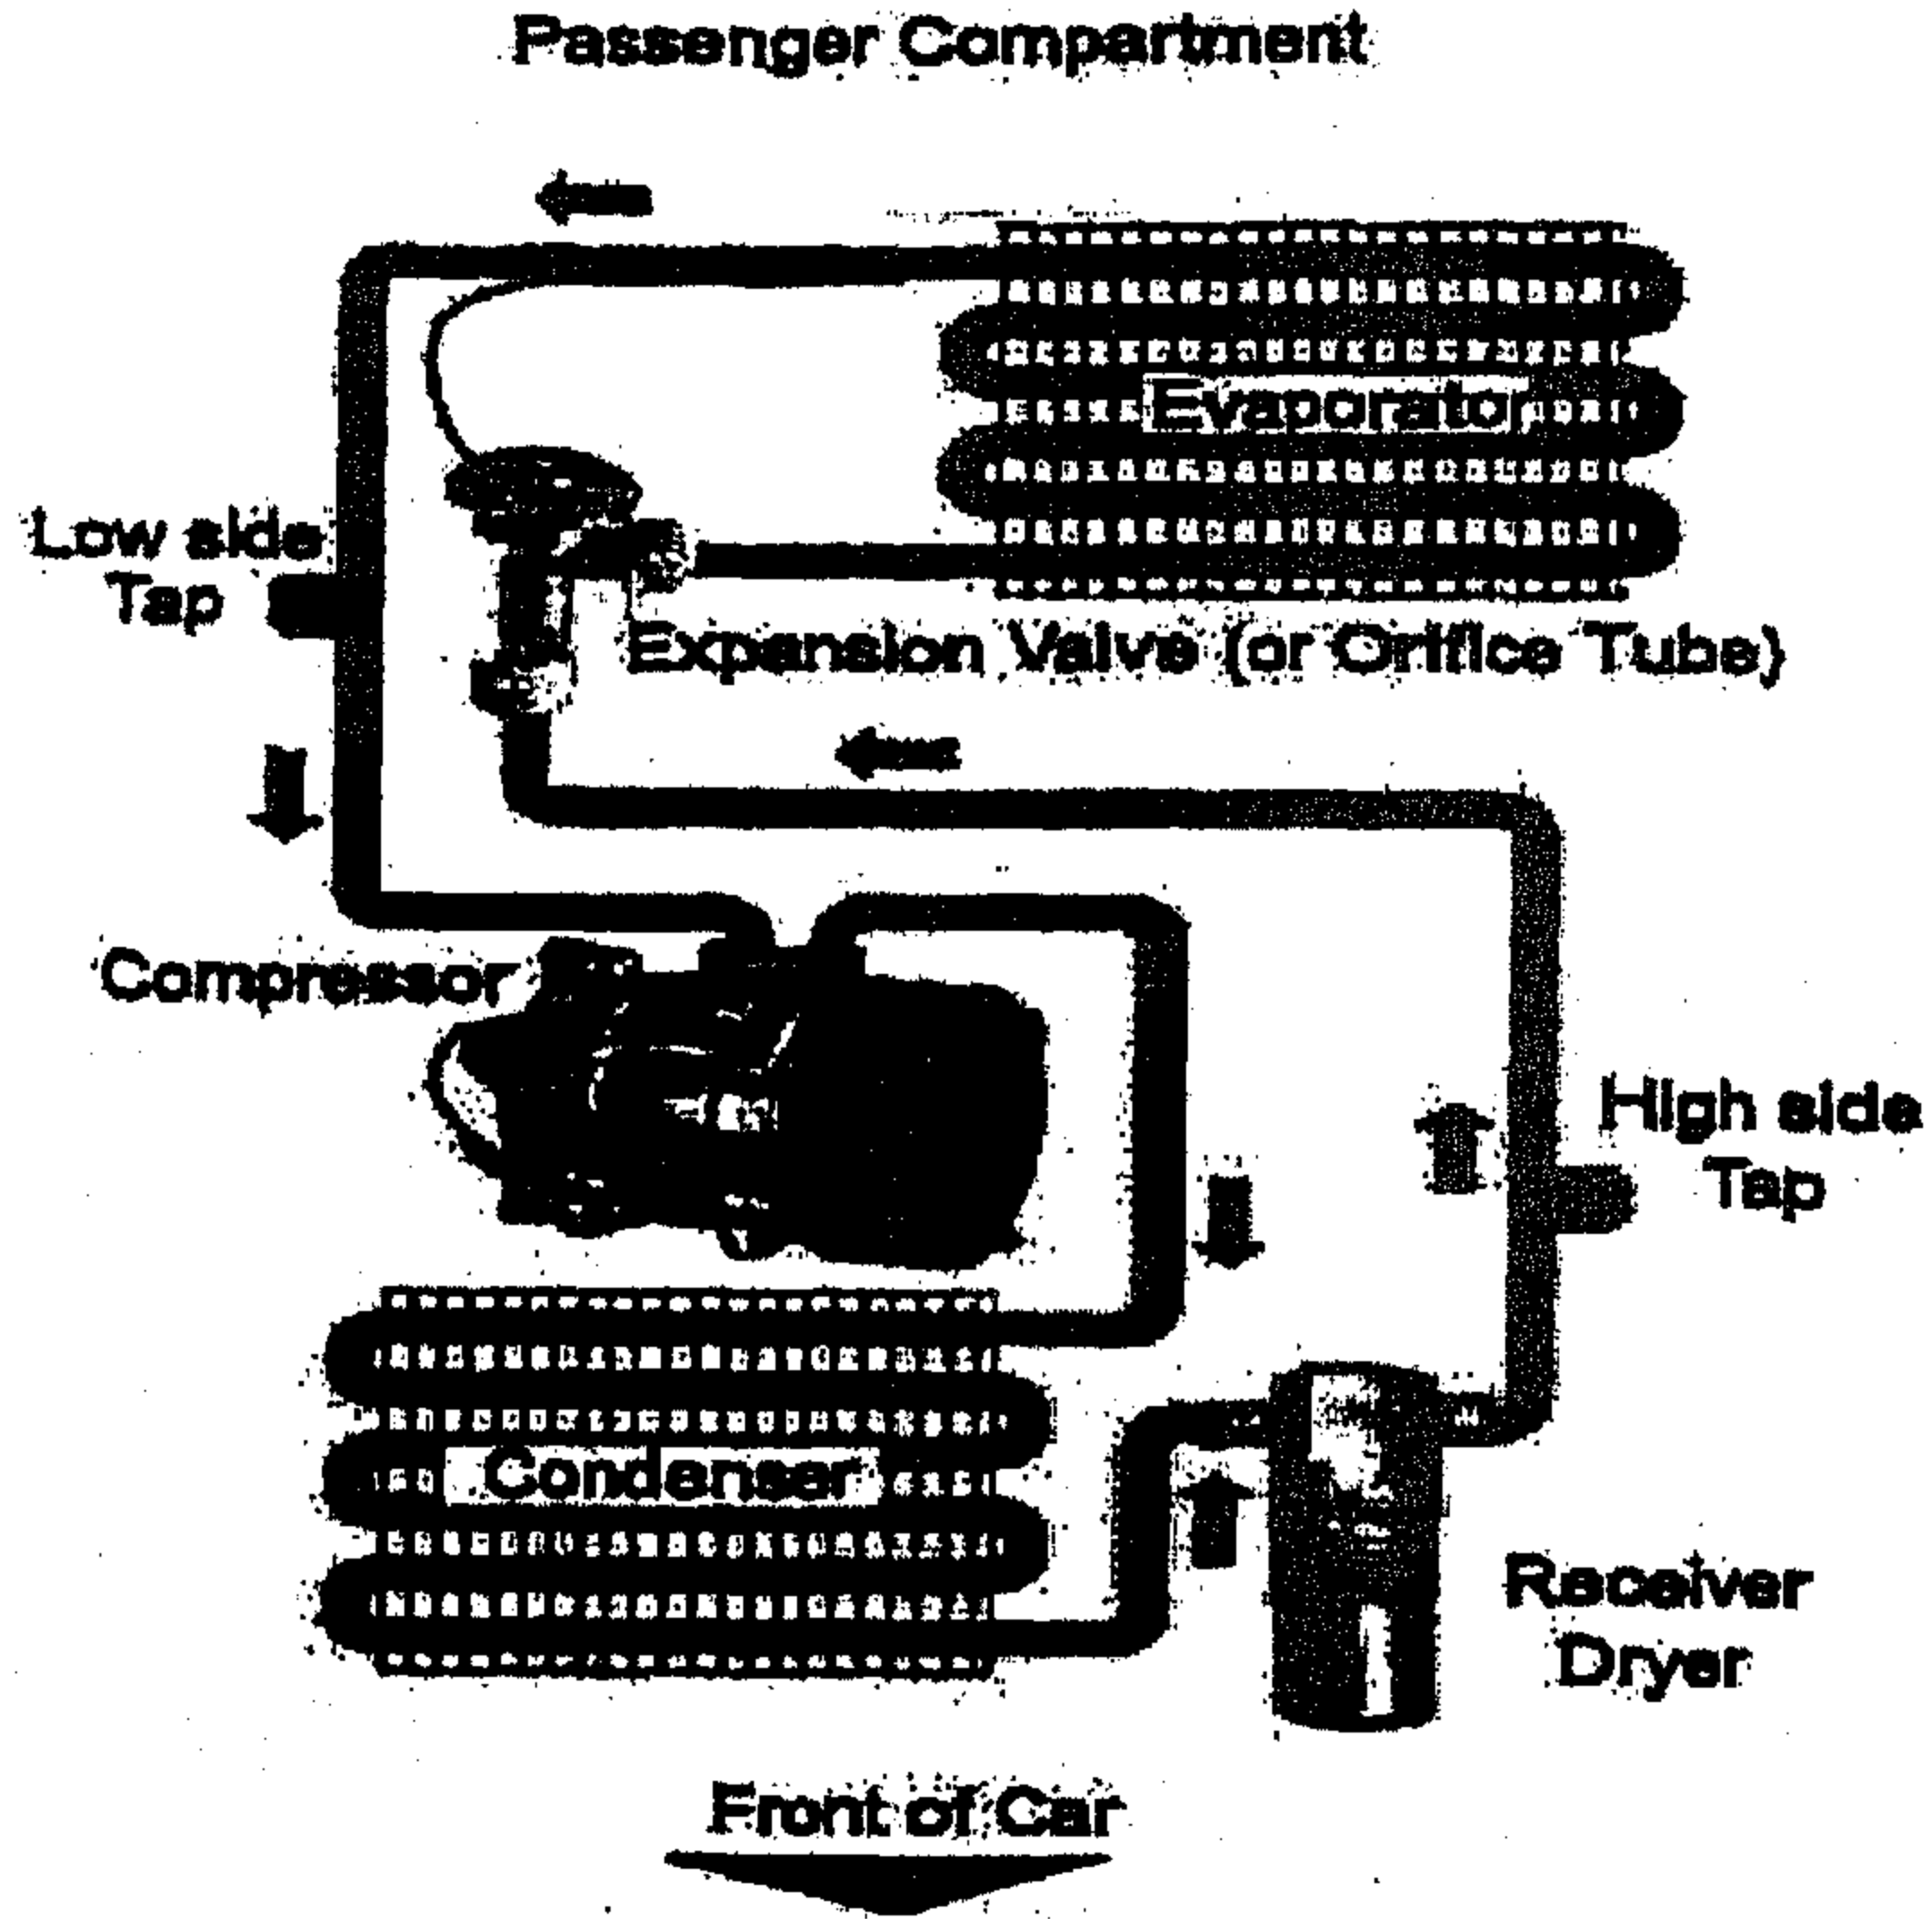 Passenger Compartment
Evaporator
Low side
Tap
Expansion Valve (or Orifice Tube)
Compressor
High side
Tap
Condenser
Receiver
Dryer
Front of Car